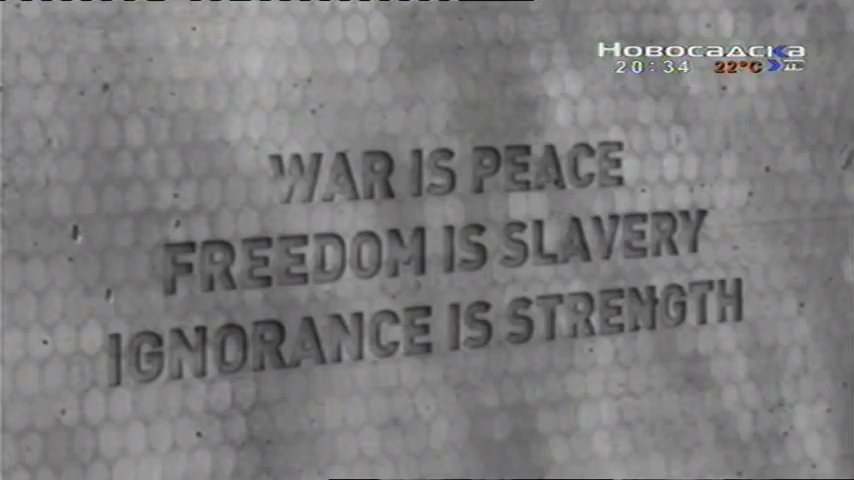 Новосадска
20:34 22°C
WAR IS PEACE
FREEDOM IS SLAVERY
IGNORANCE IS STRENGTH